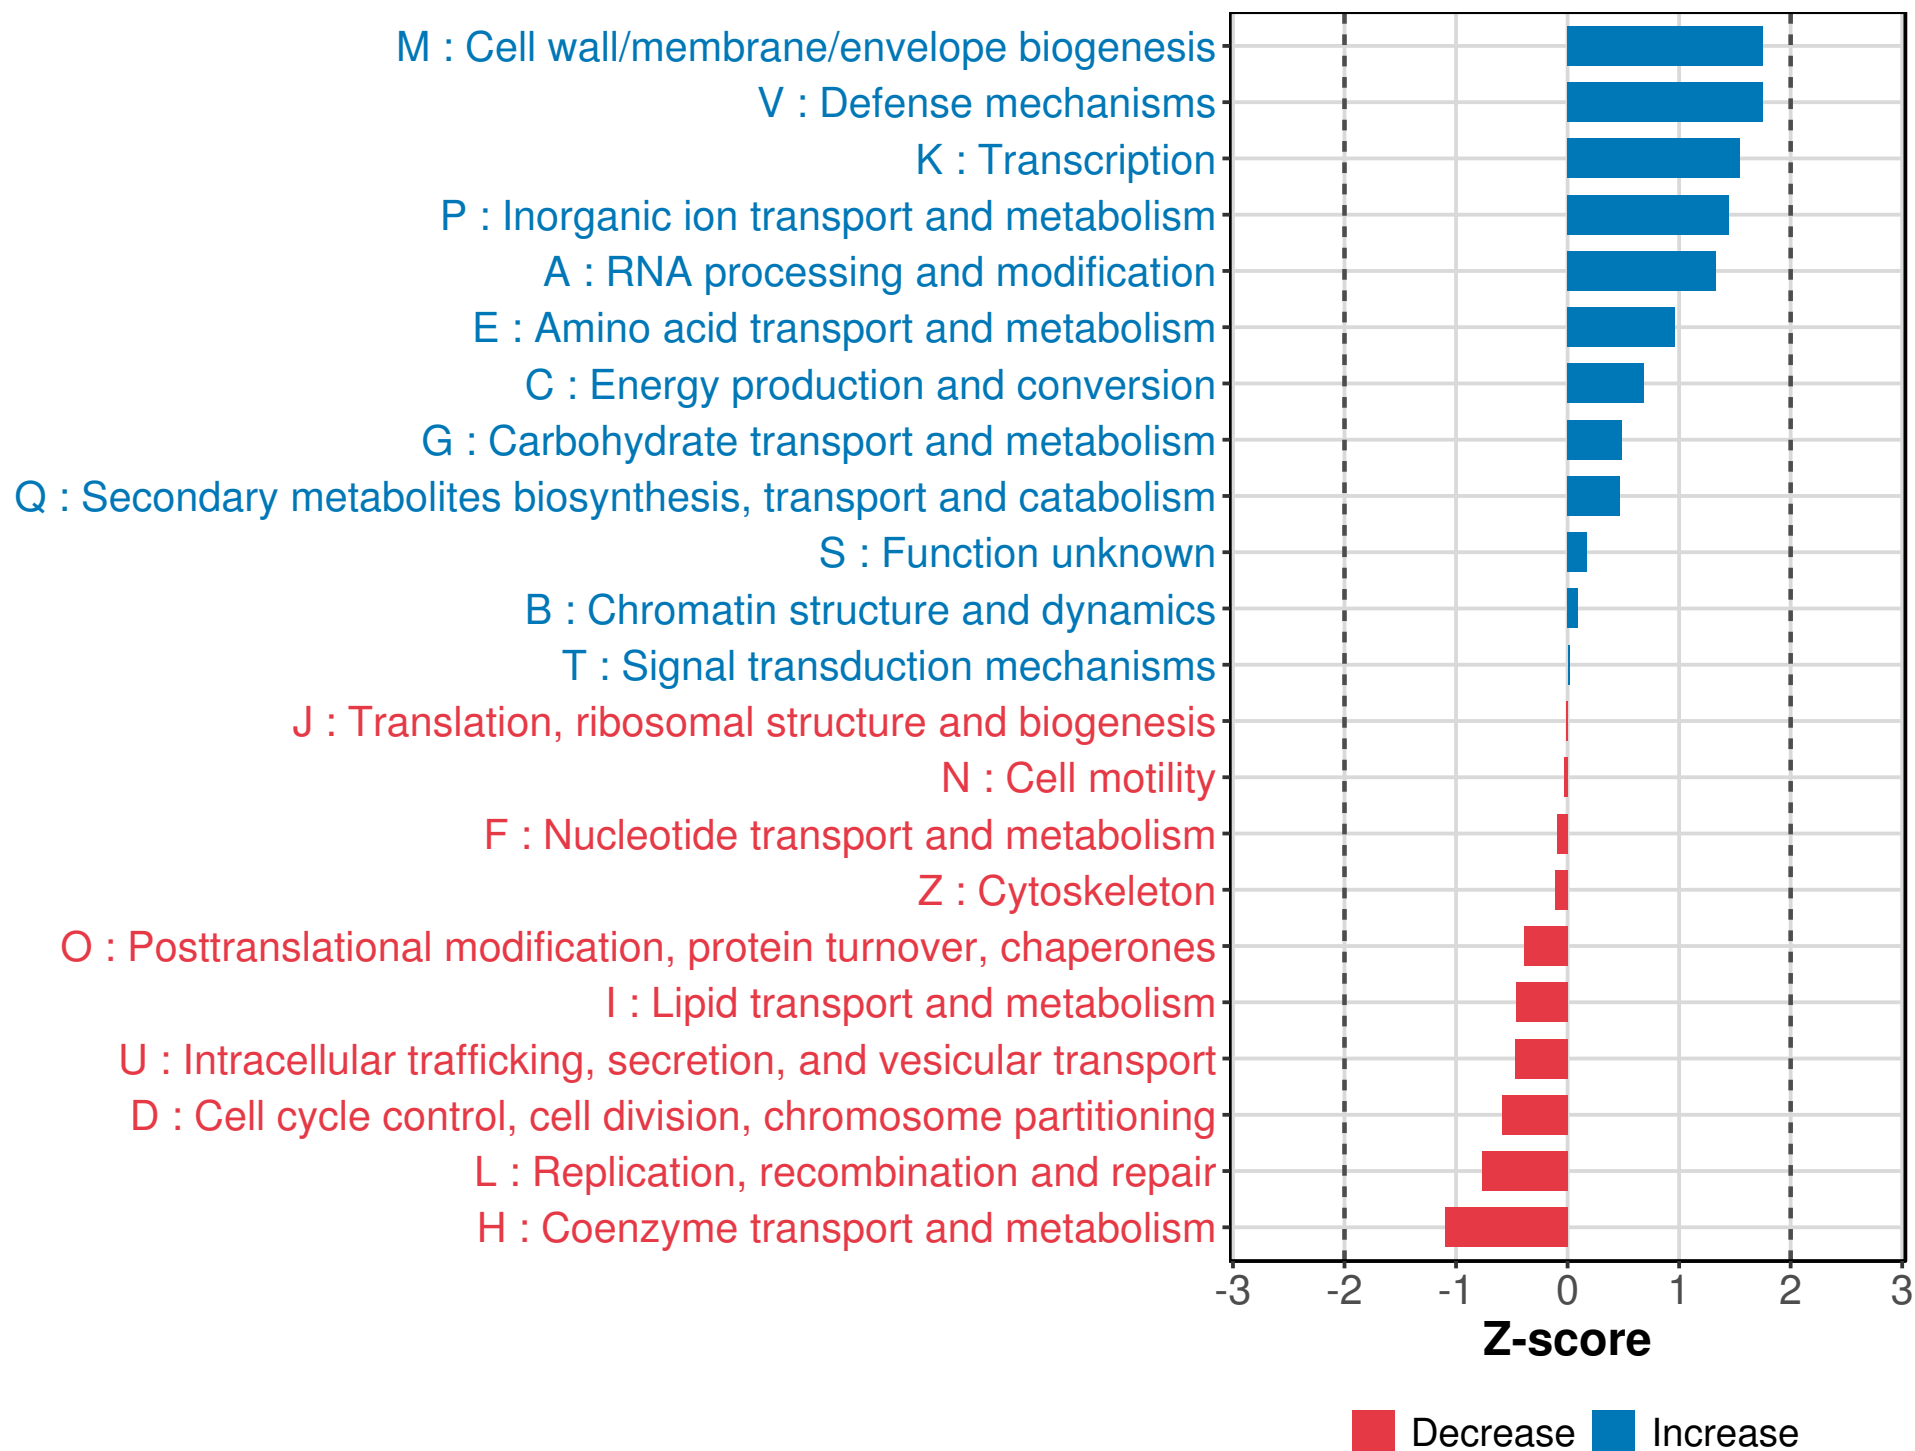 M : Cell wall/membrane/envelope biogenesis
V : Defense mechanisms
K : Transcription
P : Inorganic ion transport and metabolism
A : RNA processing and modification
E : Amino acid transport and metabolism
C : Energy production and conversion
G : Carbohydrate transport and metabolism
Q : Secondary metabolites biosynthesis, transport and catabolism
S : Function unknown
B : Chromatin structure and dynamics
T : Signal transduction mechanisms
J : Translation, ribosomal structure and biogenesis
N : Cell motility
F : Nucleotide transport and metabolism
Z : Cytoskeleton
O : Posttranslational modification, protein turnover, chaperones
I : Lipid transport and metabolism
U : Intracellular trafficking, secretion, and vesicular transport
D : Cell cycle control, cell division, chromosome partitioning
L : Replication, recombination and repair
H : Coenzyme transport and metabolism
-3 -2 -1 0 1 2 3
Z-score
Decrease Increase